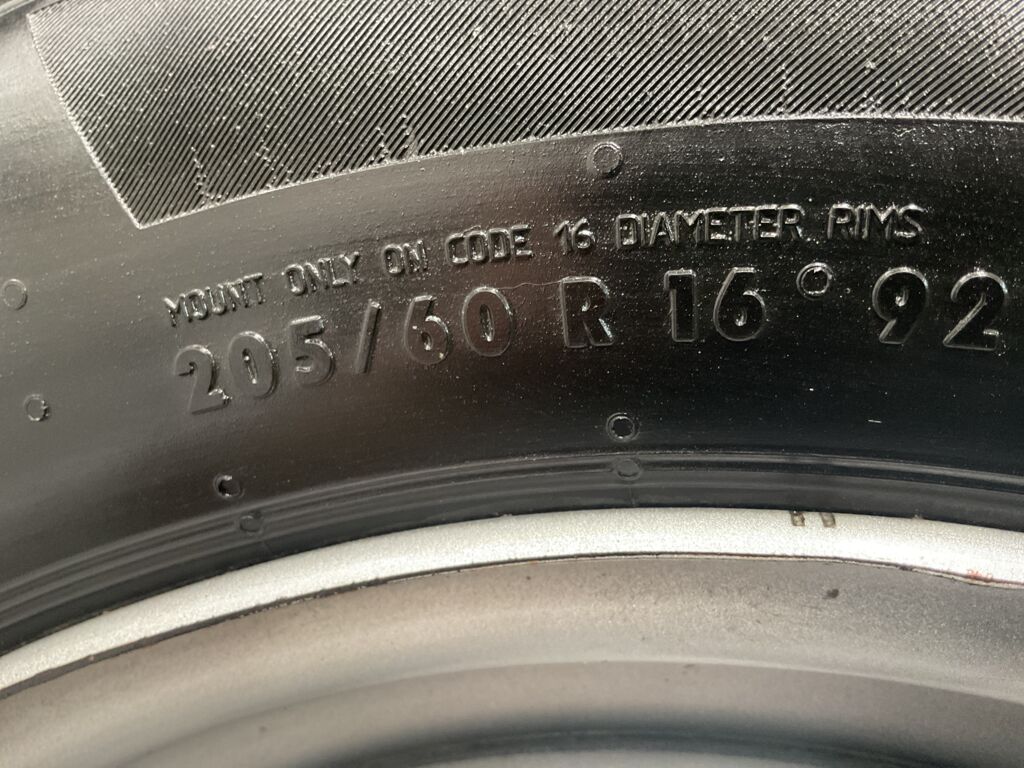 MOUNT ONLY ON CODE 16 DIAMETER RIMS
205/60 R 16 ° 92